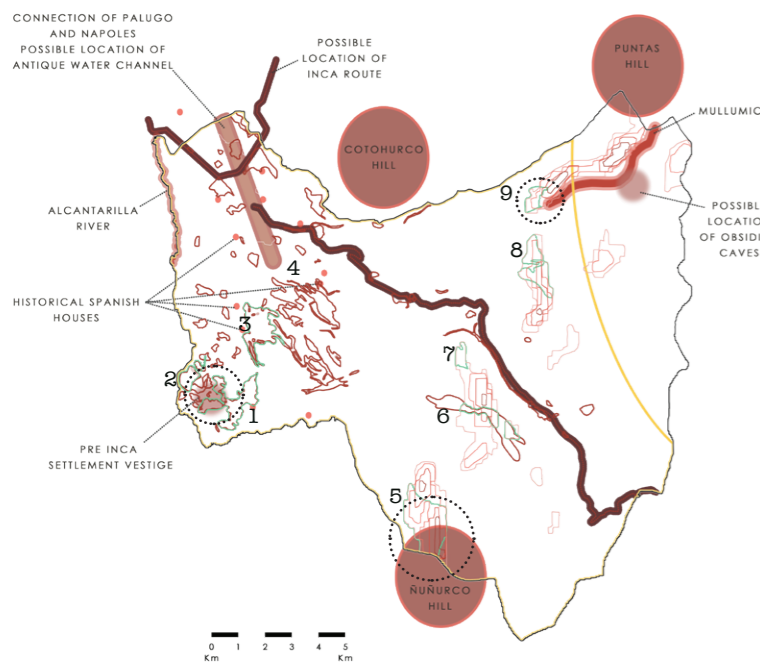 CONNECTION OF PALUGO
AND NAPOLES
POSSIBLE LOCATION OF
ANTIQUE WATER CHANNEL
POSSIBLE
LOCATION OF
INCA ROUTE
PUNTAS
HILL
MULLUMIC
COTOHURCO
HILL
9
ALCANTARILLA
RIVER
POSSIBLE
LOCATION
OF OBSIDI
CAVES
8
4
HISTORICAL SPANISH
HOUSES
3
7
2
6
1
PRE INCA
SETTLEMENT VESTIGE
5
ÑUÑURCO
HILL
0 1 2 3 4 5
Km Km